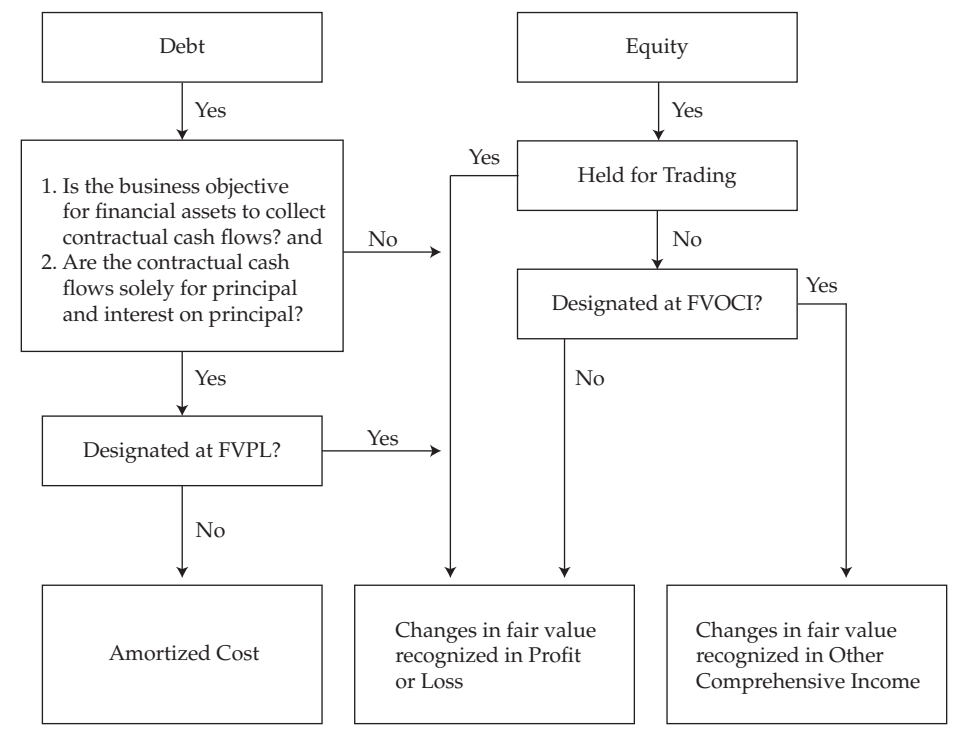 Debt
Equity
Yes
Yes
1. Is the business objective
for financial assets to collect
contractual cash flows? and
2. Are the contractual cash
flows solely for principal
and interest on principal?
Yes
Held for Trading
No
No
Designated at FVOCI?
Yes
Yes
No
Designated at FVPL?
Yes
No
Amortized Cost
Changes in fair value
recognized in Profit
or Loss
Changes in fair value
recognized in Other
Comprehensive Income